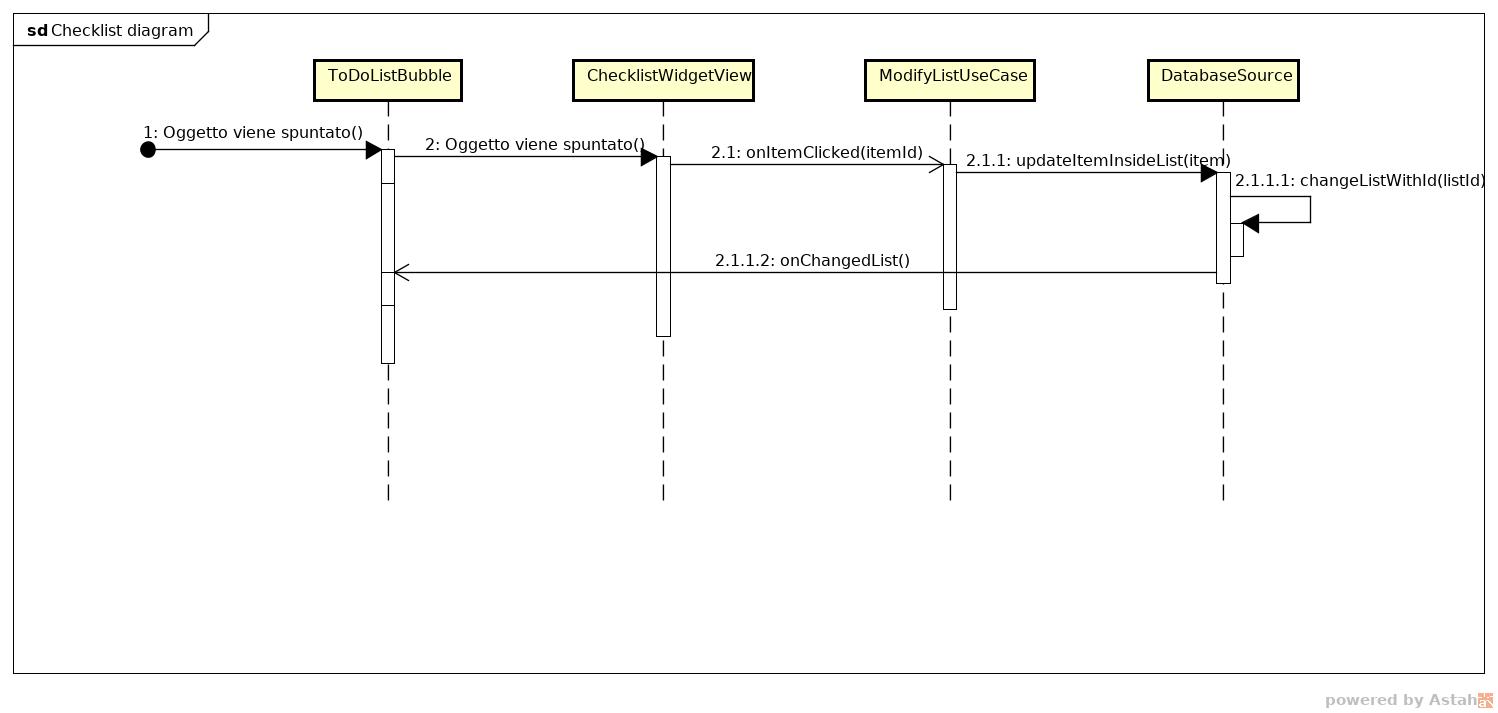 sd Checklist diagram
ToDoListBubble
ChecklistWidgetView
ModifyListUseCase
DatabaseSource
1: Oggetto viene spuntato()
2: Oggetto viene spuntato()
2.1: onItemClicked(itemId)
2.1.1: updateItemInsideList(item)
2.1.1.1: changeListWithId(listId)
2.1.1.2: onChangedList()
powered by Astah